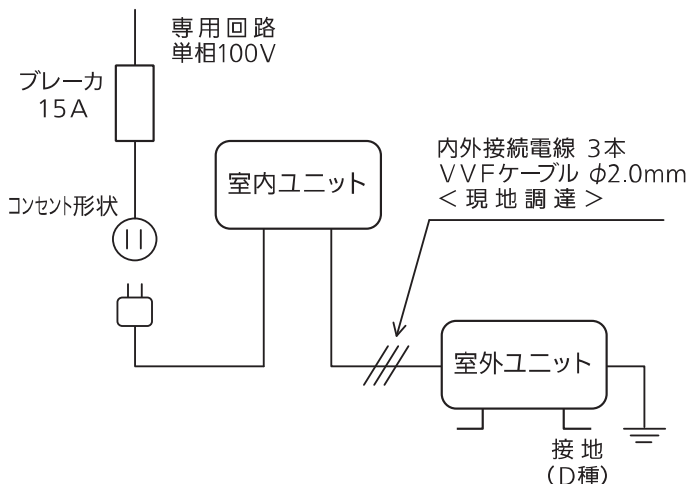 専用回路
単相100V
ブレーカ
15A
コンセント形状
室内ユニット
内外接続電線 3本
VVFケーブル φ2.0mm
＜現地調達＞
室外ユニット
接地
（D種）